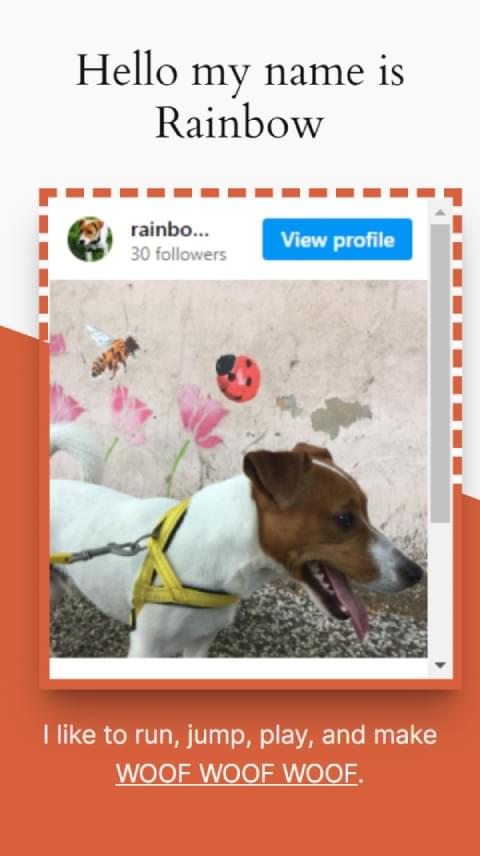 Hello my name is
Rainbow
rainbo...
View profile
30 followers
I like to run, jump, play, and make
WOOF WOOF WOOF.